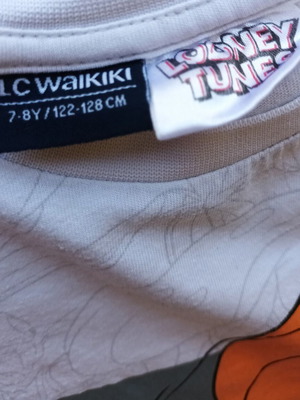 LC WAIKIKI
7-8Y / 122-128 CM
LOONEY
TUNES